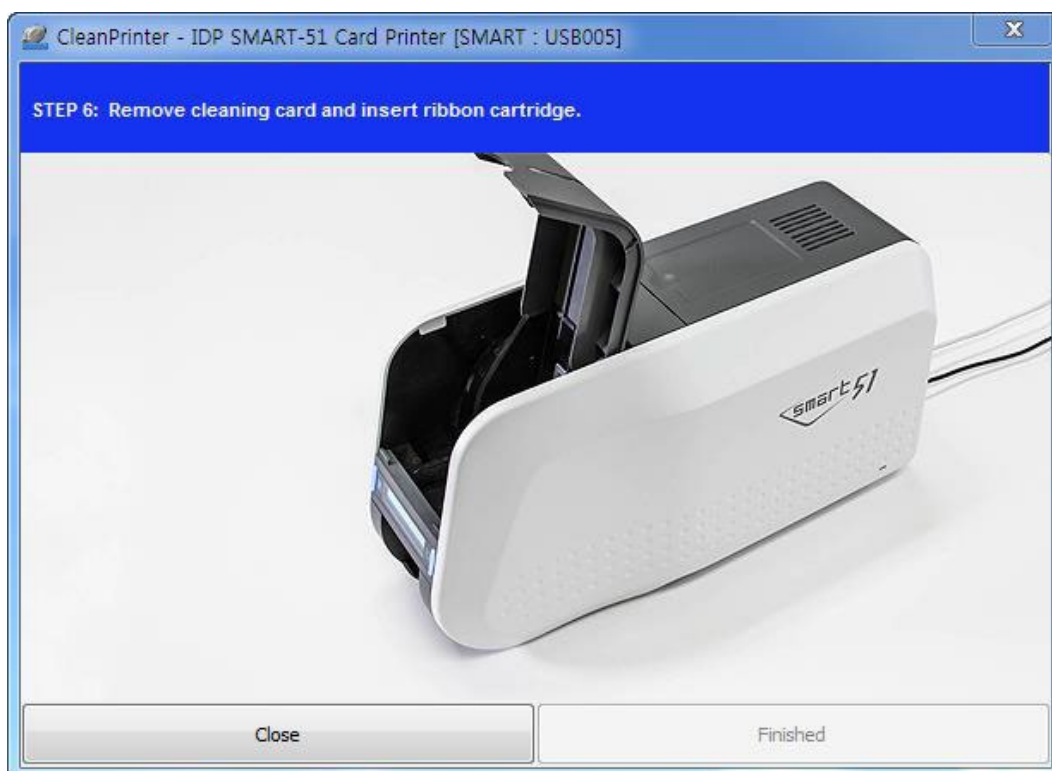 CleanPrinter - IDP SMART-51 Card Printer [SMART : USB005]
X
STEP 6:  Remove cleaning card and insert ribbon cartridge.
smart 51
Close
Finished